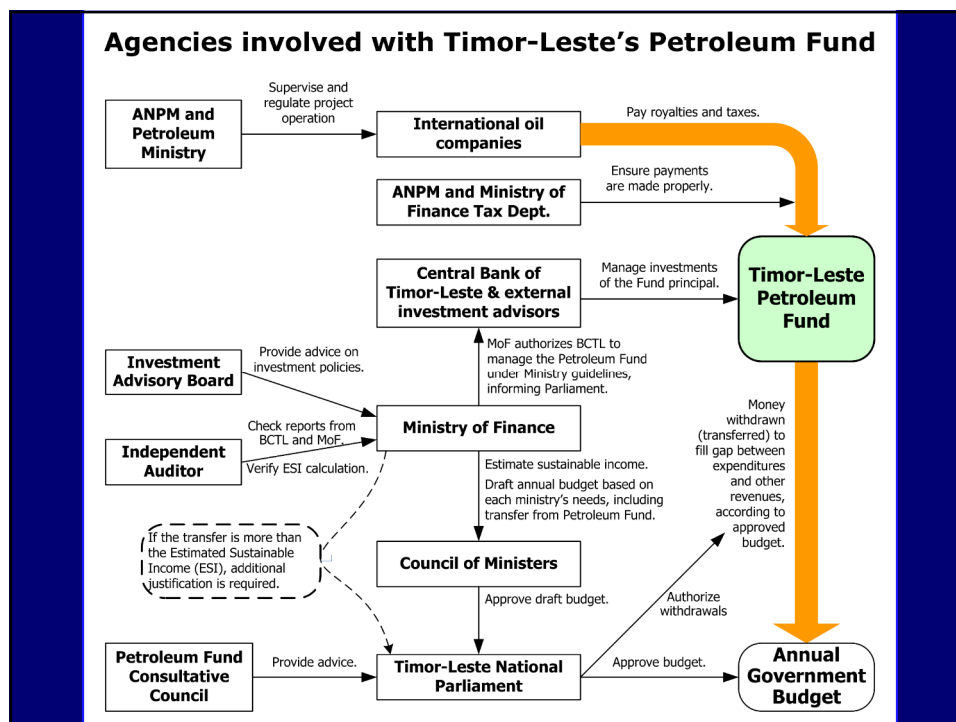 Agencies involved with Timor-Leste's Petroleum Fund
Supervise and
regulate project
operation
ANPM and
Petroleum
Ministry
International oil
companies
Pay royalties and taxes.
ANPM and Ministry of
Finance Tax Dept.
Ensure payments
are made properly.
Central Bank of
Timor-Leste & external
investment advisors
Manage investments
of the Fund principal.
Timor-Leste
Petroleum
Fund
MoF authorizes BCTL to
manage the Petroleum Fund
under Ministry guidelines,
informing Parliament.
Investment
Advisory Board
Provide advice on
investment policies.
Ministry of Finance
Independent
Auditor
Check reports from
BCTL and MoF.
Verify ESI calculation.
Estimate sustainable income.
Draft annual budget based on
each ministry's needs, including
transfer from Petroleum Fund.
Money
withdrawn
(transferred) to
fill gap between
expenditures
and other
revenues,
according to
approved
budget.
If the transfer is more than
the Estimated Sustainable
Income (ESI), additional
justification is required.
Council of Ministers
Approve draft budget.
Authorize
withdrawals
Petroleum Fund
Consultative
Council
Provide advice.
Timor-Leste National
Parliament
Approve budget.
Annual
Government
Budget